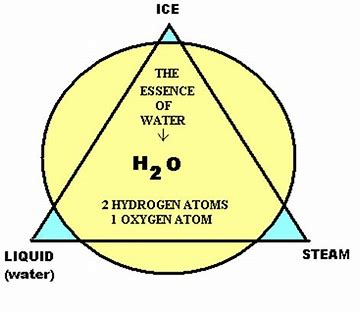 ICE
THE
ESSENCE
OF
WATER
↓
H₂O
2 HYDROGEN ATOMS
1 OXYGEN ATOM
LIQUID
(water)
STEAM